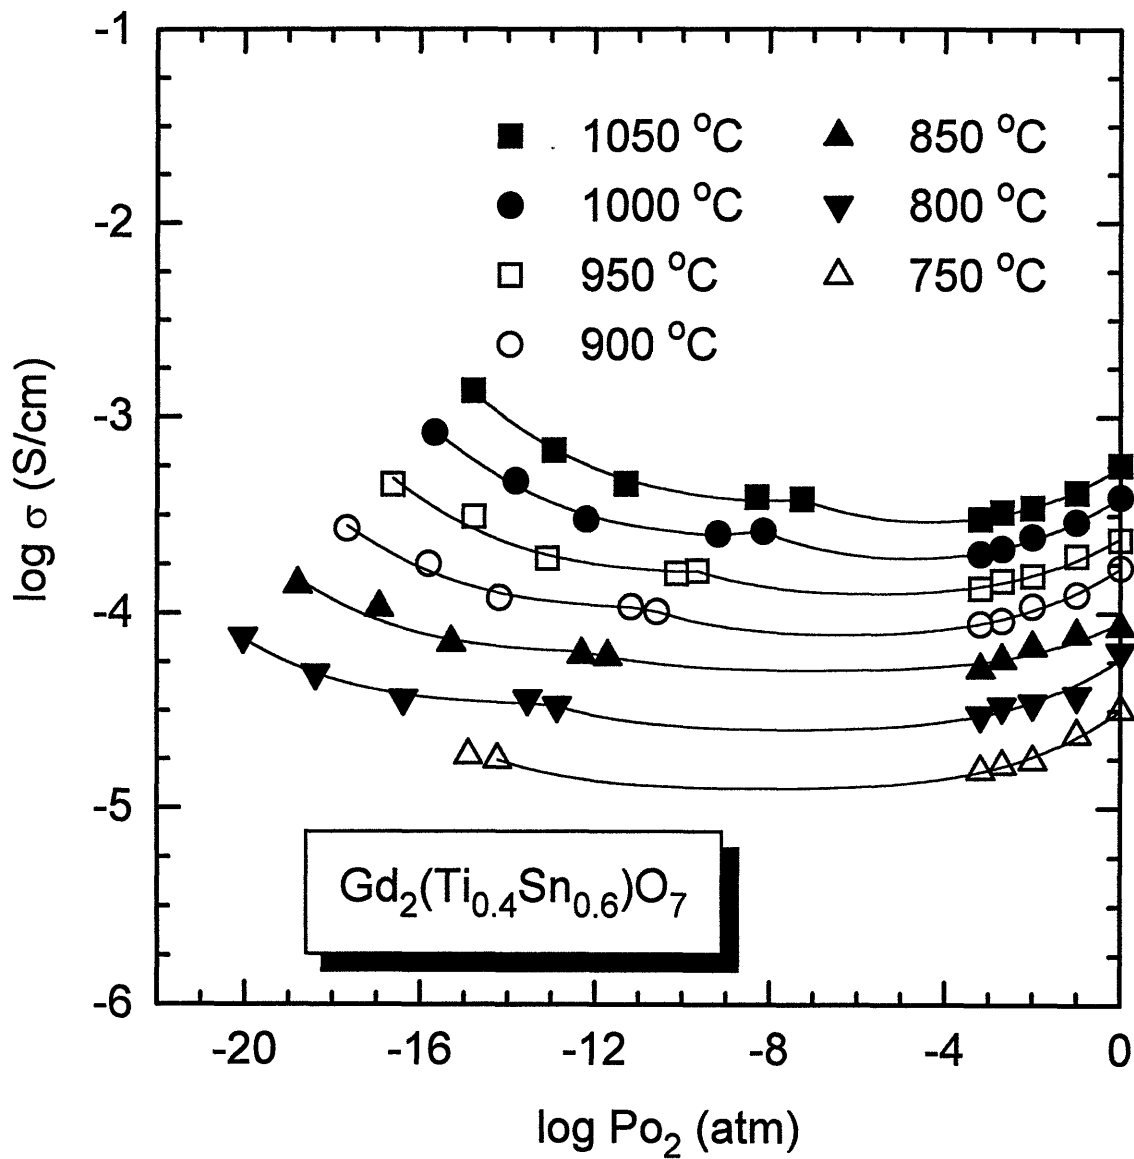 -1
-2
-3
-4
-5
-6
log σ (S/cm)
1050 °C
1000 °C
950 °C
900 °C
850 °C
800 °C
750 °C
Gd₂(Ti₀.₄Sn₀.₆)O₇
-20 -16 -12 -8 -4 0
log Po₂ (atm)